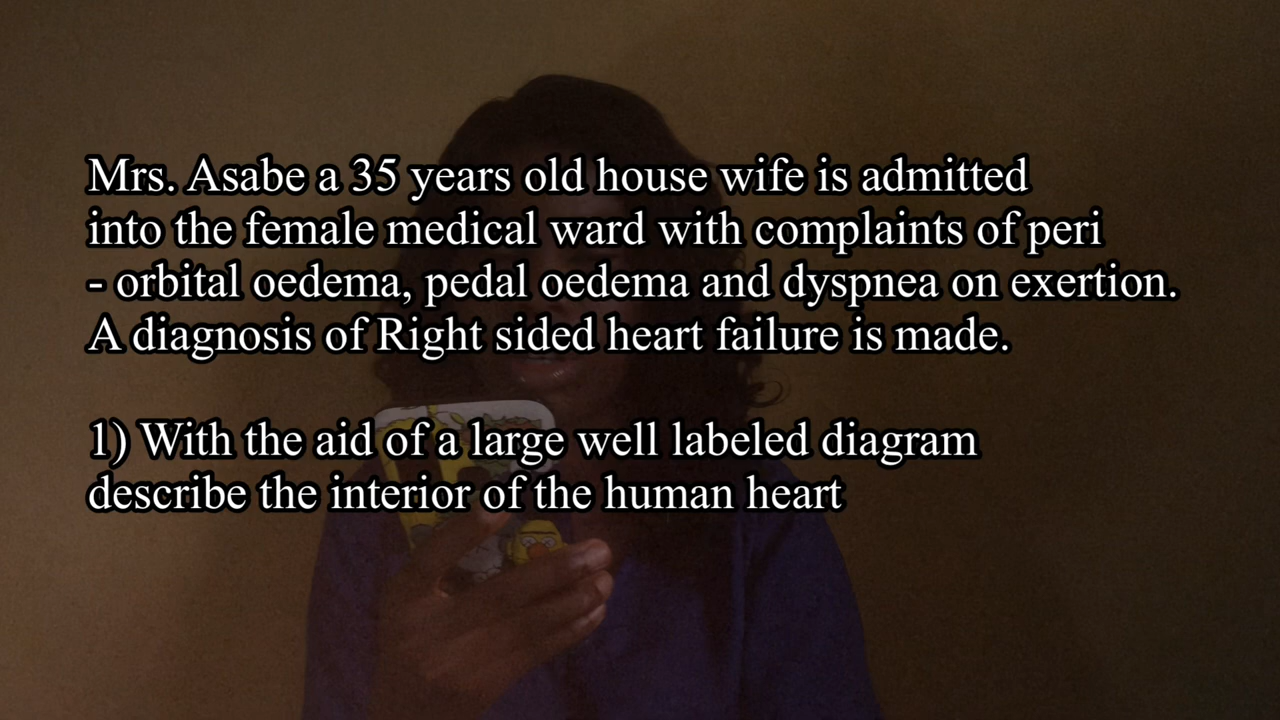 Mrs. Asabe a 35 years old house wife is admitted
into the female medical ward with complaints of peri
- orbital oedema, pedal oedema and dyspnea on exertion.
A diagnosis of Right sided heart failure is made.
1) With the aid of a large well labeled diagram
describe the interior of the human heart